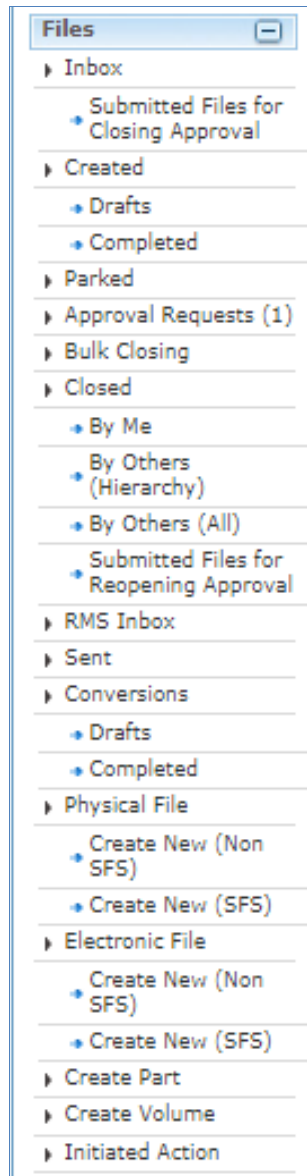 Files
Inbox
Submitted Files for
Closing Approval
Created
Drafts
Completed
Parked
Approval Requests (1)
Bulk Closing
Closed
By Me
By Others
(Hierarchy)
By Others (All)
Submitted Files for
Reopening Approval
RMS Inbox
Sent
Conversions
Drafts
Completed
Physical File
Create New (Non
SFS)
Create New (SFS)
Electronic File
Create New (Non
SFS)
Create New (SFS)
Create Part
Create Volume
Initiated Action